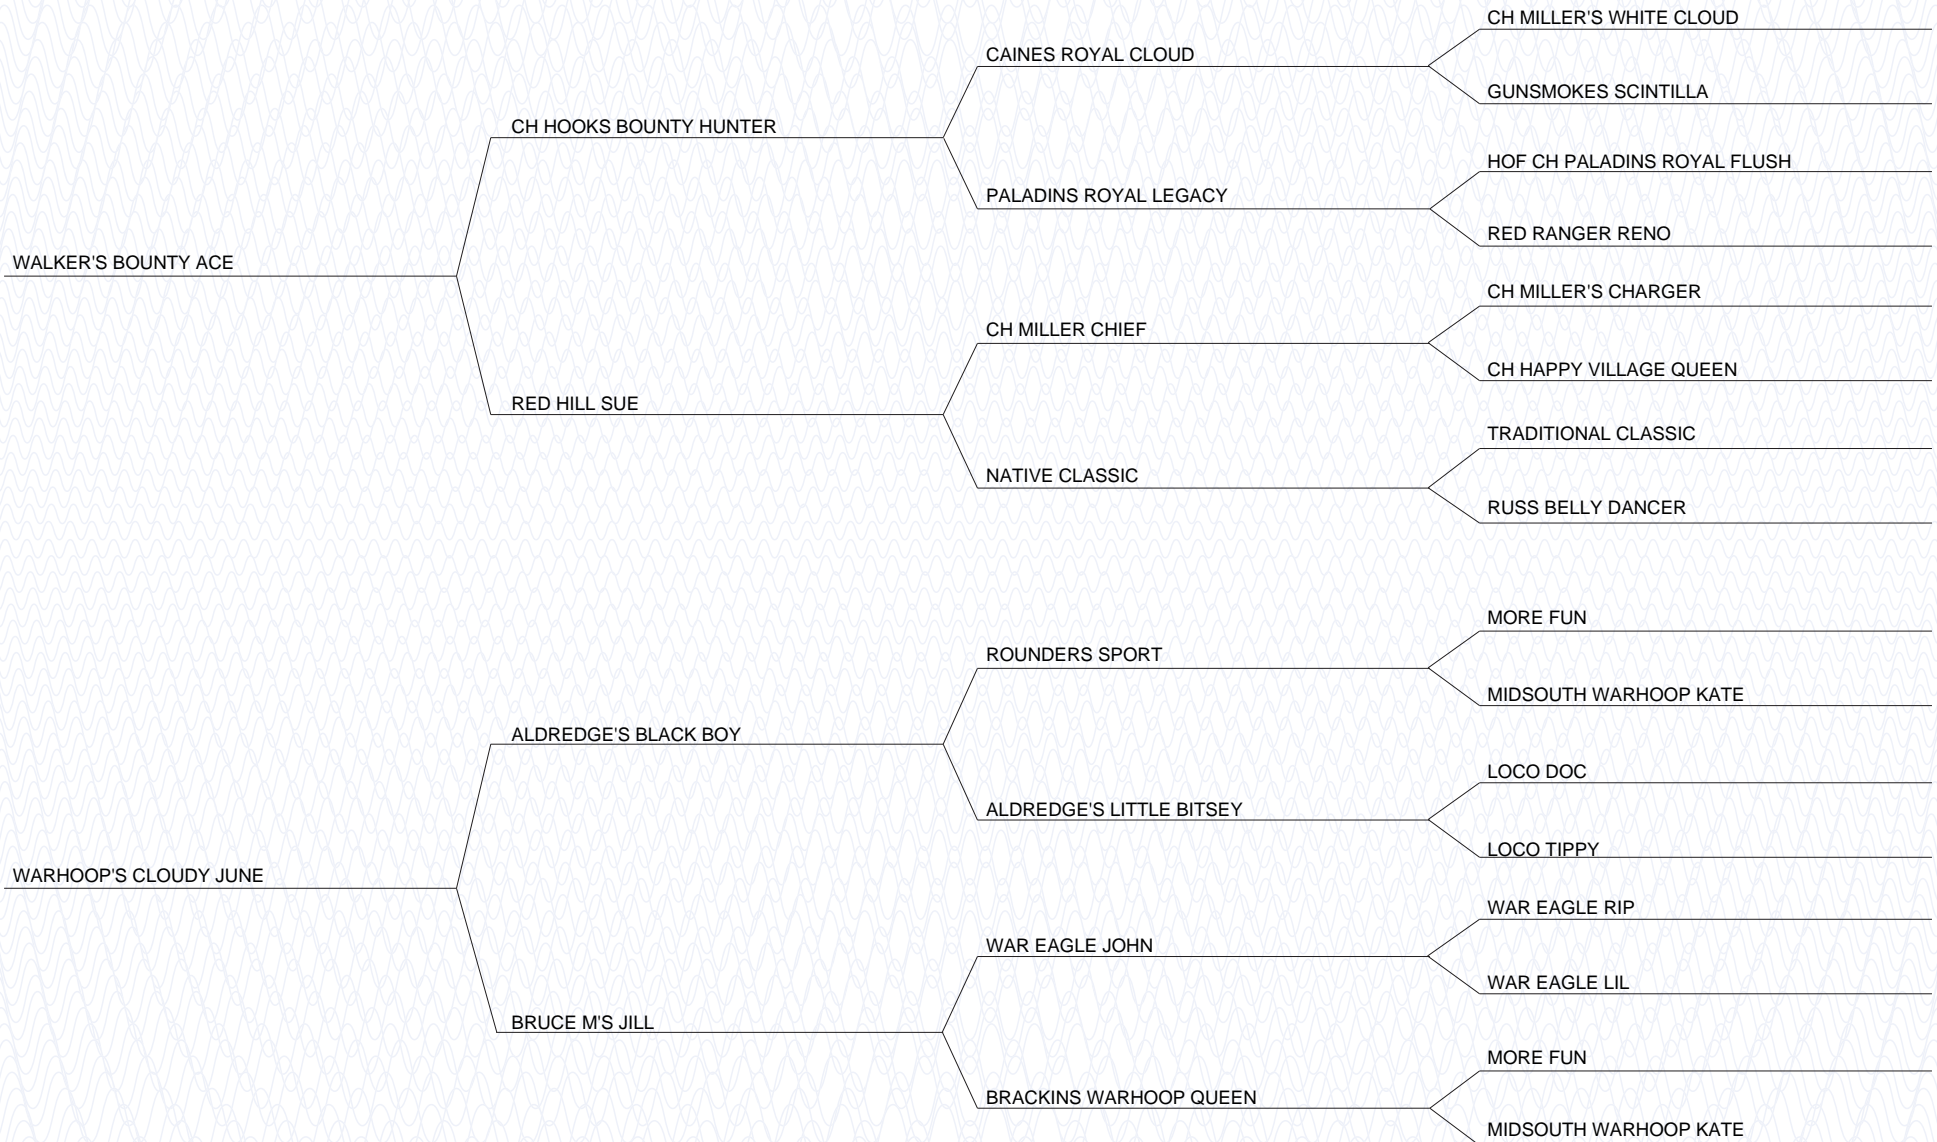 CH MILLER'S WHITE CLOUD
CAINES ROYAL CLOUD
GUNSMOKES SCINTILLA
CH HOOKS BOUNTY HUNTER
HOF CH PALADINS ROYAL FLUSH
PALADINS ROYAL LEGACY
RED RANGER RENO
WALKER'S BOUNTY ACE
CH MILLER'S CHARGER
CH MILLER CHIEF
CH HAPPY VILLAGE QUEEN
RED HILL SUE
TRADITIONAL CLASSIC
NATIVE CLASSIC
RUSS BELLY DANCER
MORE FUN
ROUNDERS SPORT
MIDSOUTH WARHOOP KATE
ALDREDGE'S BLACK BOY
LOCO DOC
ALDREDGE'S LITTLE BITSEY
LOCO TIPPY
WARHOOP'S CLOUDY JUNE
WAR EAGLE RIP
WAR EAGLE JOHN
WAR EAGLE LIL
BRUCE M'S JILL
MORE FUN
BRACKINS WARHOOP QUEEN
MIDSOUTH WARHOOP KATE